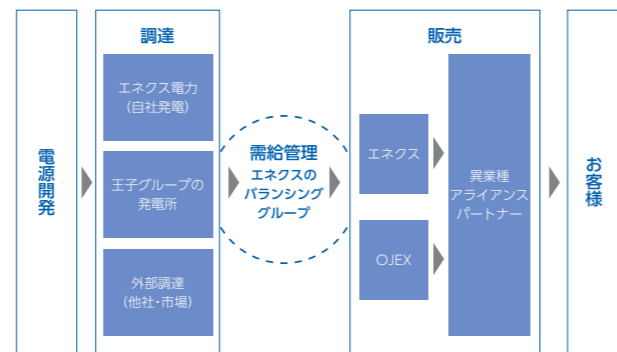 電源開発
調達
エネクス電力
(自社発電)
王子グループの
発電所
外部調達
(他社・市場)
需給管理
エネクスの
バランシング
グループ
販売
エネクス
OJEX
異業種
アライアンス
パートナー
お客様